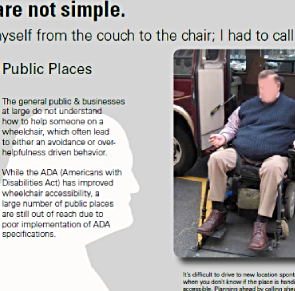 are not simple.
myself from the couch to the chair; I had to call
Public Places
The general public & businesses
at large do not understand
how to help someone on a
wheelchair, which often lead
to either an avoidance or over-
helpfulness driven behavior.
While the ADA (Americans with
Disabilities Act) has improved
wheelchair accessibility, a
large number of public places
are still out of reach due to
poor implementation of ADA
specifications.
It's difficult to drive to new location
when you don't know if the place is
accessible. Planning ahead by calling